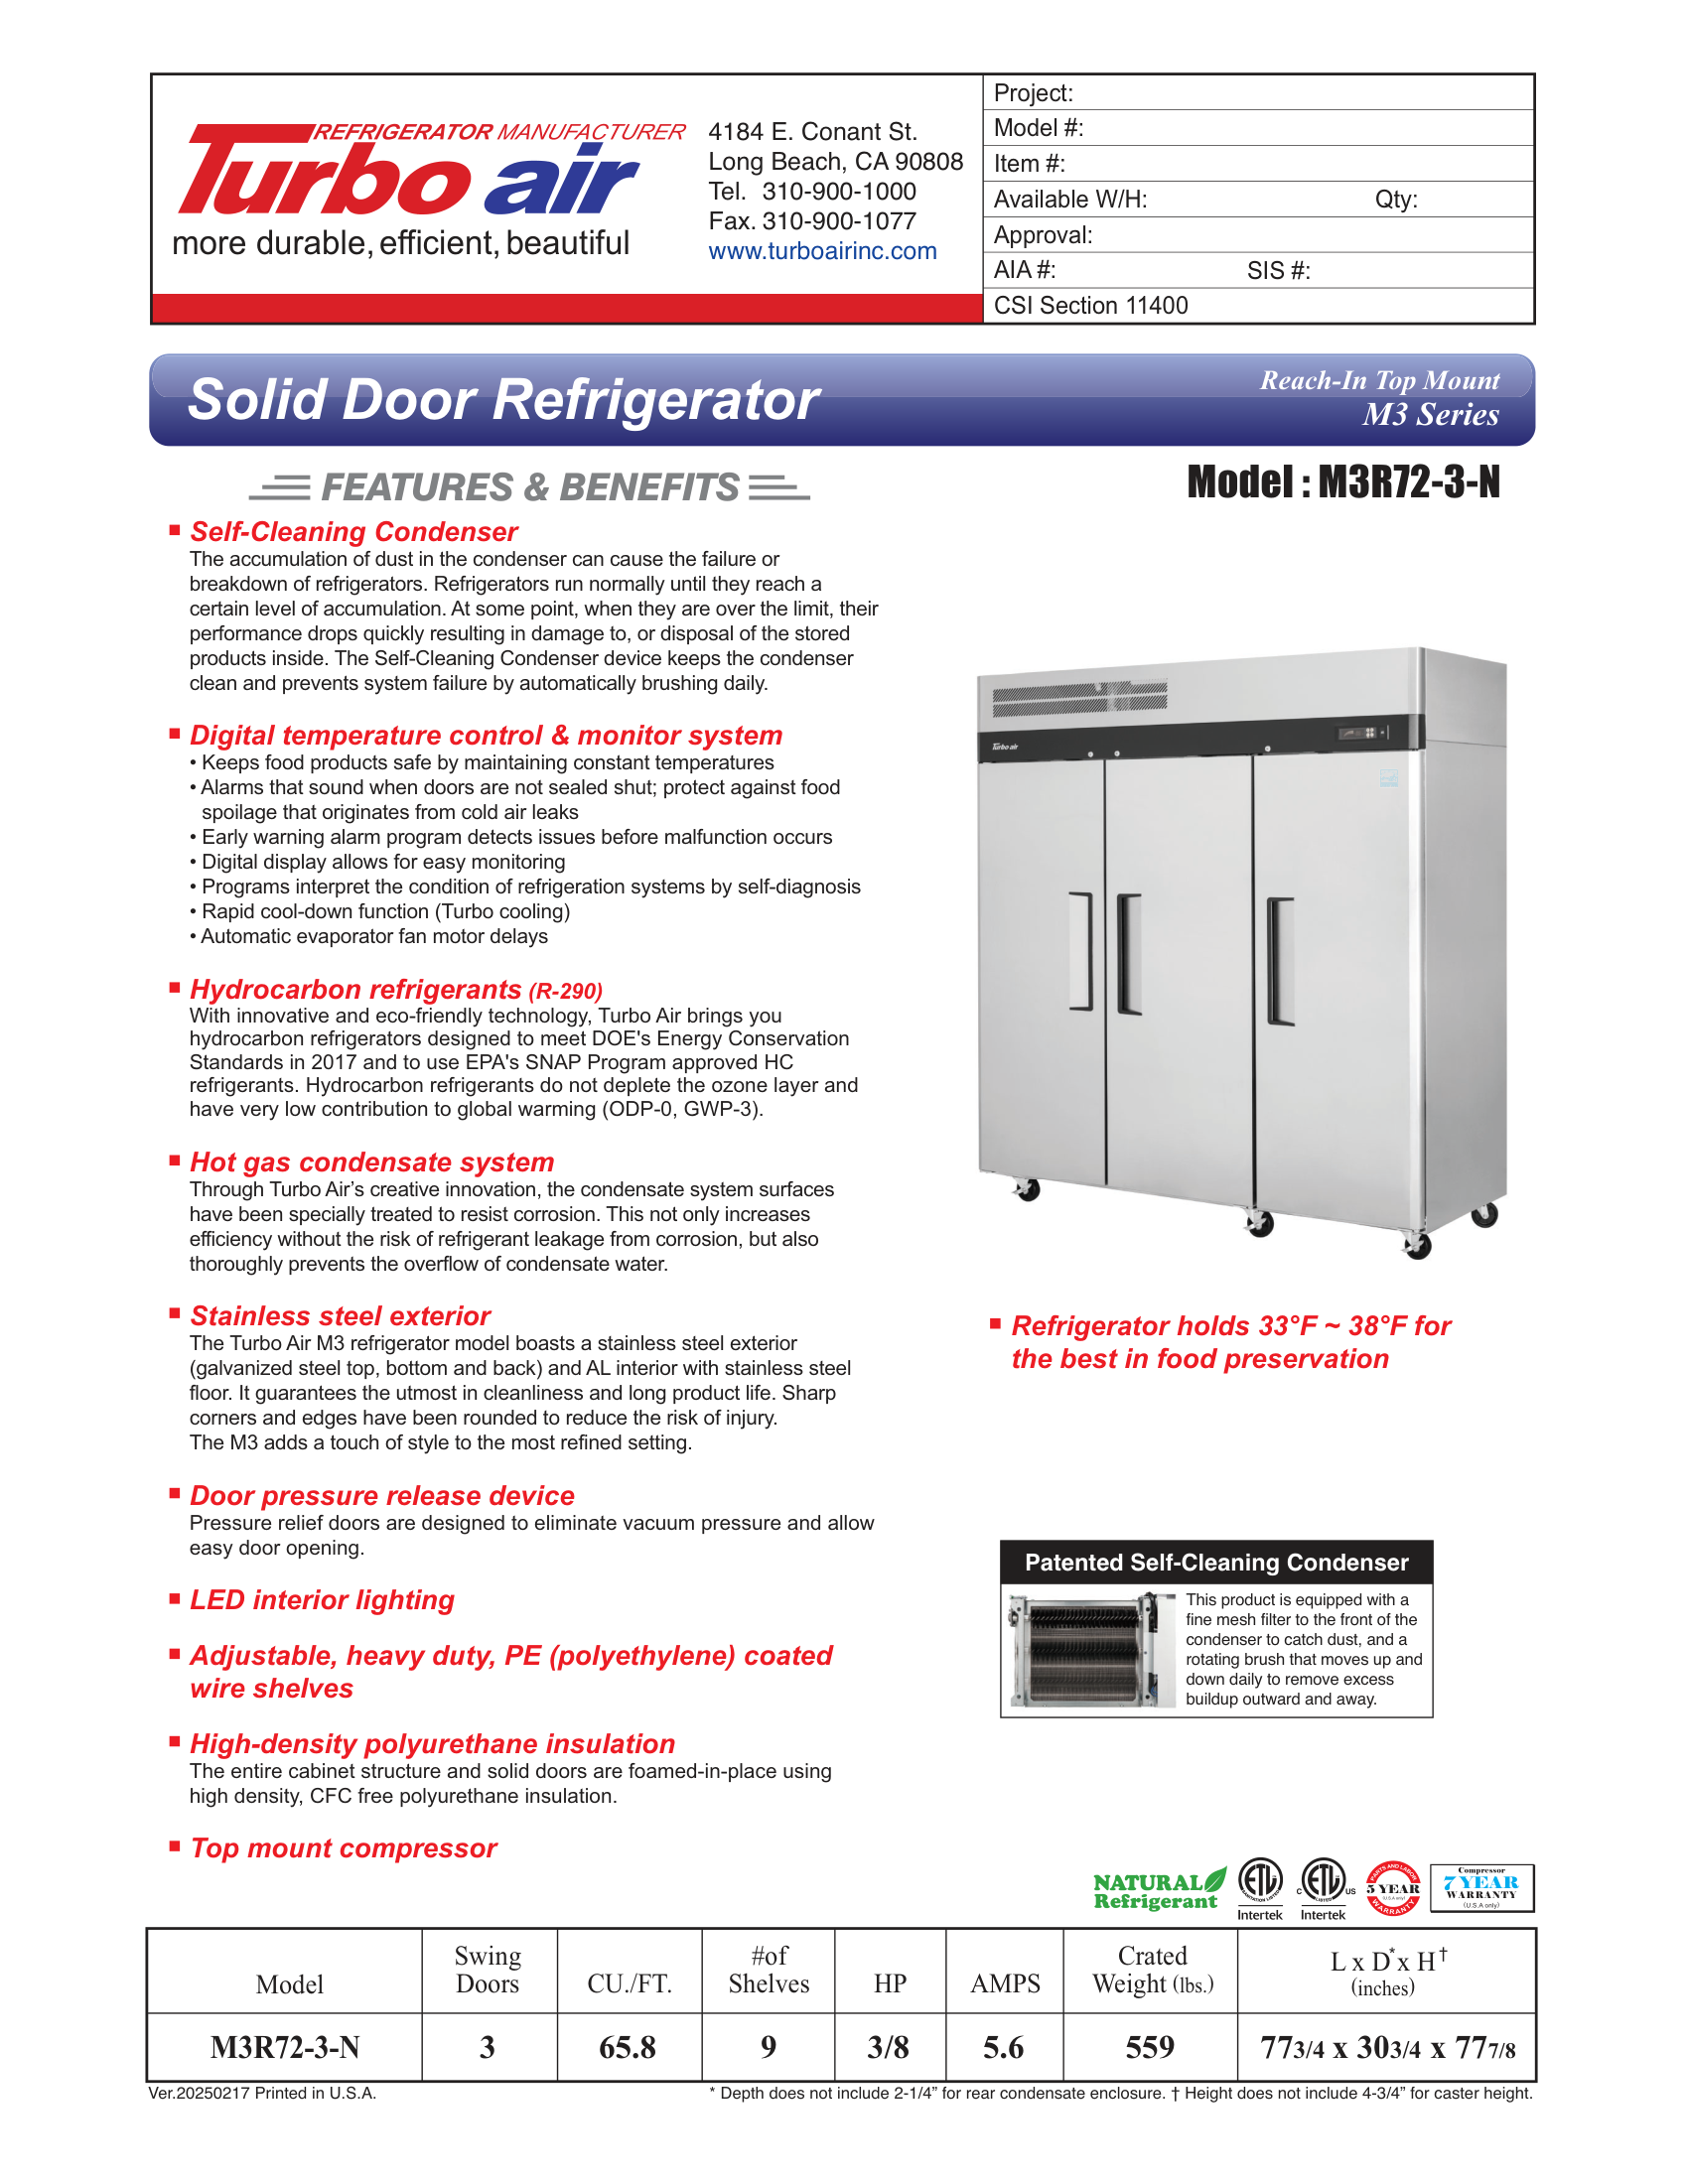 REFRIGERATOR MANUFACTURER
Turbo air
more durable, efficient, beautiful
4184 E. Conant St.
Long Beach, CA 90808
Tel. 310-900-1000
Fax. 310-900-1077
www.turboairinc.com
Project:
Model #:
Item #:
Available W/H: Qty:
Approval:
AIA #: SIS #:
CSI Section 11400
Solid Door Refrigerator
Reach-In Top Mount
M3 Series
FEATURES & BENEFITS
Model : M3R72-3-N
Self-Cleaning Condenser
The accumulation of dust in the condenser can cause the failure or
breakdown of refrigerators. Refrigerators run normally until they reach a
certain level of accumulation. At some point, when they are over the limit, their
performance drops quickly resulting in damage to, or disposal of the stored
products inside. The Self-Cleaning Condenser device keeps the condenser
clean and prevents system failure by automatically brushing daily.
Digital temperature control & monitor system
• Keeps food products safe by maintaining constant temperatures
• Alarms that sound when doors are not sealed shut; protect against food
spoilage that originates from cold air leaks
• Early warning alarm program detects issues before malfunction occurs
• Digital display allows for easy monitoring
• Programs interpret the condition of refrigeration systems by self-diagnosis
• Rapid cool-down function (Turbo cooling)
• Automatic evaporator fan motor delays
Hydrocarbon refrigerants (R-290)
With innovative and eco-friendly technology, Turbo Air brings you
hydrocarbon refrigerators designed to meet DOE's Energy Conservation
Standards in 2017 and to use EPA's SNAP Program approved HC
refrigerants. Hydrocarbon refrigerants do not deplete the ozone layer and
have very low contribution to global warming (ODP-0, GWP-3).
Hot gas condensate system
Through Turbo Air’s creative innovation, the condensate system surfaces
have been specially treated to resist corrosion. This not only increases
efficiency without the risk of refrigerant leakage from corrosion, but also
thoroughly prevents the overflow of condensate water.
Stainless steel exterior
The Turbo Air M3 refrigerator model boasts a stainless steel exterior
(galvanized steel top, bottom and back) and AL interior with stainless steel
floor. It guarantees the utmost in cleanliness and long product life. Sharp
corners and edges have been rounded to reduce the risk of injury.
The M3 adds a touch of style to the most refined setting.
Door pressure release device
Pressure relief doors are designed to eliminate vacuum pressure and allow
easy door opening.
LED interior lighting
Adjustable, heavy duty, PE (polyethylene) coated
wire shelves
High-density polyurethane insulation
The entire cabinet structure and solid doors are foamed-in-place using
high density, CFC free polyurethane insulation.
Top mount compressor
Turbo air
Refrigerator holds 33°F ~ 38°F for
the best in food preservation
Patented Self-Cleaning Condenser
This product is equipped with a
fine mesh filter to the front of the
condenser to catch dust, and a
rotating brush that moves up and
down daily to remove excess
buildup outward and away.
NATURAL
Refrigerant
ETL
SANITATION LISTED
Intertek
C ETL US
LISTED
Intertek
PARTS AND LABOR
5 YEAR
(U.S.A only)
WARRANTY
Compressor
7 YEAR
WARRANTY
(U.S.A only)
Model Swing Doors CU./FT. #of Shelves HP AMPS Crated Weight (lbs.) L x D* x H† (inches)
M3R72-3-N 3 65.8 9 3/8 5.6 559 77 3/4 x 30 3/4 x 77 7/8
Ver.20250217 Printed in U.S.A.
* Depth does not include 2-1/4” for rear condensate enclosure. † Height does not include 4-3/4” for caster height.